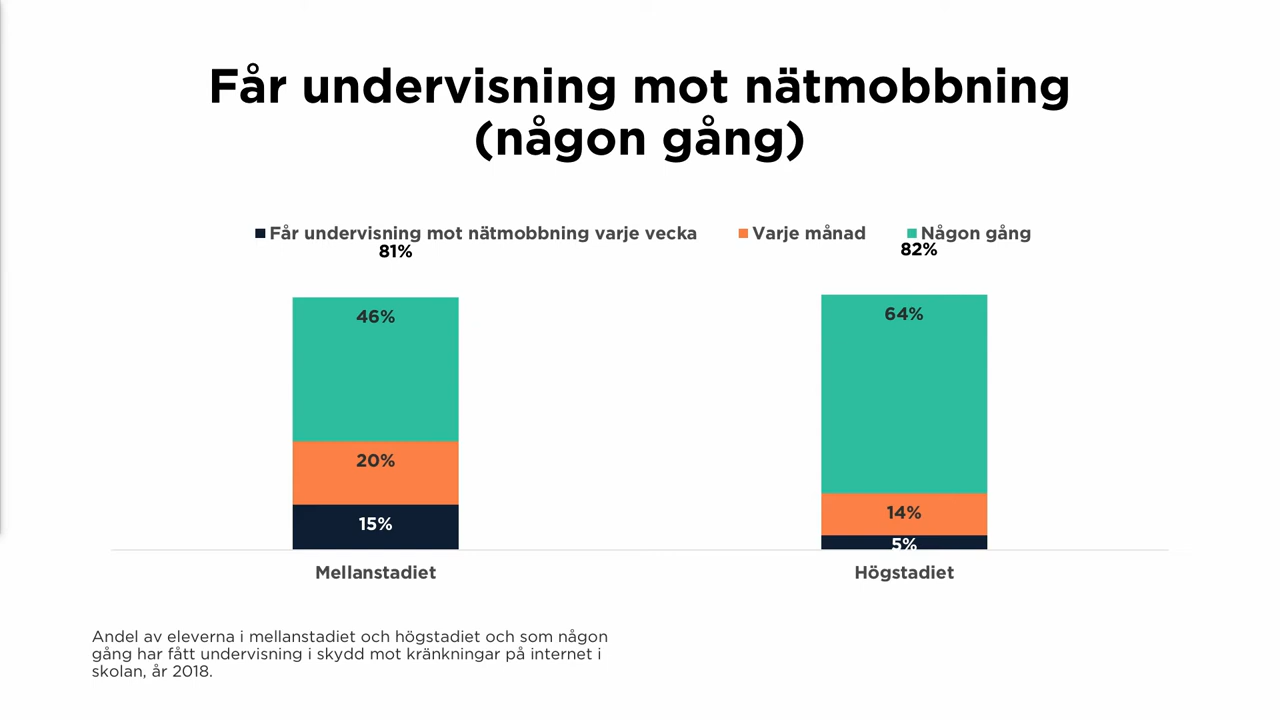 Får undervisning mot nätmobbning
(någon gång)
Får undervisning mot nätmobbning varje vecka Varje månad Någon gång
81% 82%
46% 64%
20% 14%
15% 5%
Mellanstadiet Högstadiet
Andel av eleverna i mellanstadiet och högstadiet och som någon
gång har fått undervisning i skydd mot kränkningar på internet i
skolan, år 2018.